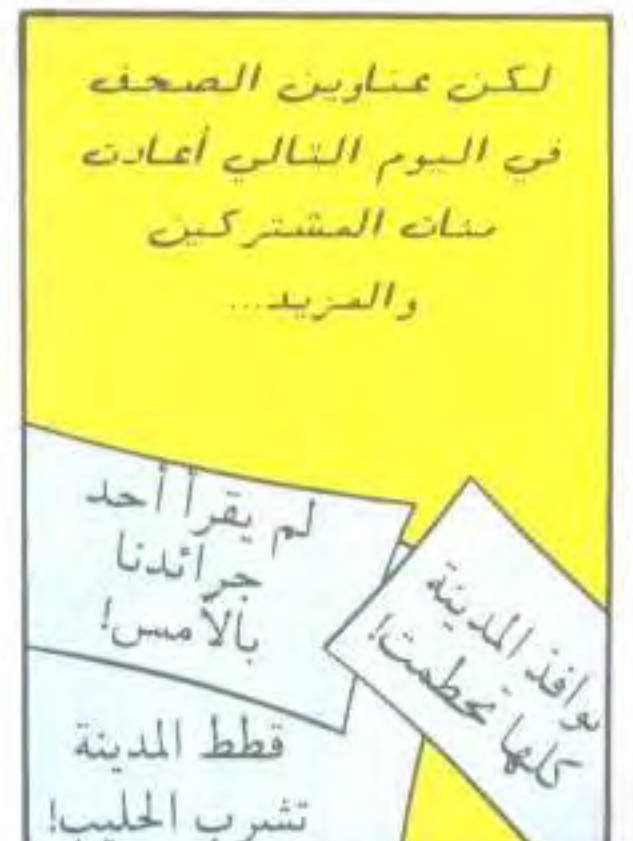 لكن عناوين الصحف
في اليوم التالي أعادت
مئات المشتركين
والمزيد...
لم يقرأ أحد
جرائدنا
بالأمس!
نوافذ المدينة
كلها تحطمت!
قطط المدينة
تشرب الحليب!